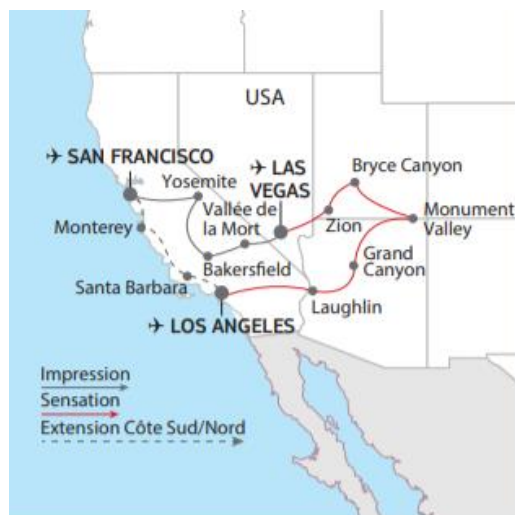 USA
✈ SAN FRANCISCO
✈ LAS
VEGAS
Bryce Canyon
Yosemite
Vallée de
la Mort
Zion
Monument
Valley
Monterey
Bakersfield
Grand
Canyon
Santa Barbara
Laughlin
✈ LOS ANGELES
Impression
Sensation
Extension Côte Sud/Nord